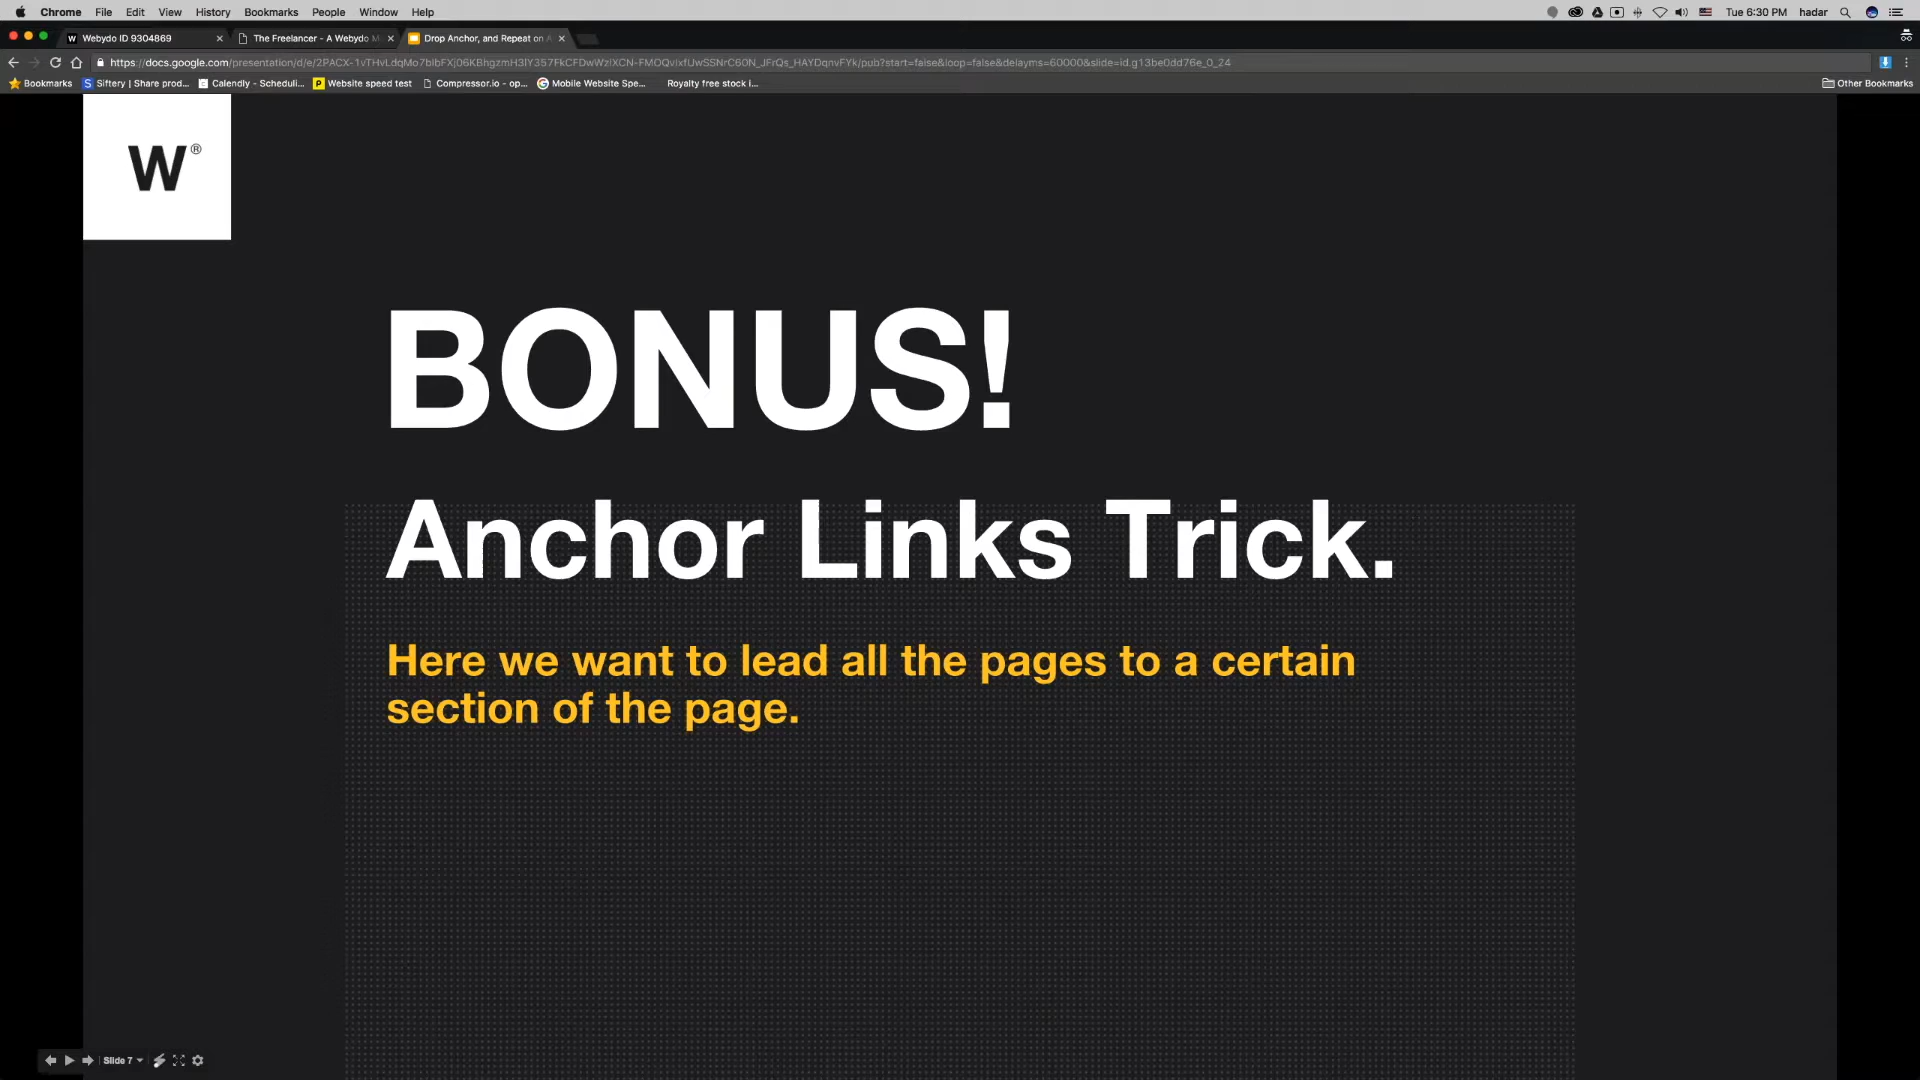 Chrome File Edit View History Bookmarks People Window Help Tue 6:30 PM hadar
Webydo ID 9304869 The Freelancer - A Webydo Drop Anchor, and Repeat on
Bookmarks Siftery | Share prod... Calendly - Scheduli... Website speed test Compressor.io - op... Mobile Website Spe... Royalty free stock i... Other Bookmarks
W®
BONUS!
Anchor Links Trick.
Here we want to lead all the pages to a certain
section of the page.
Slide 7